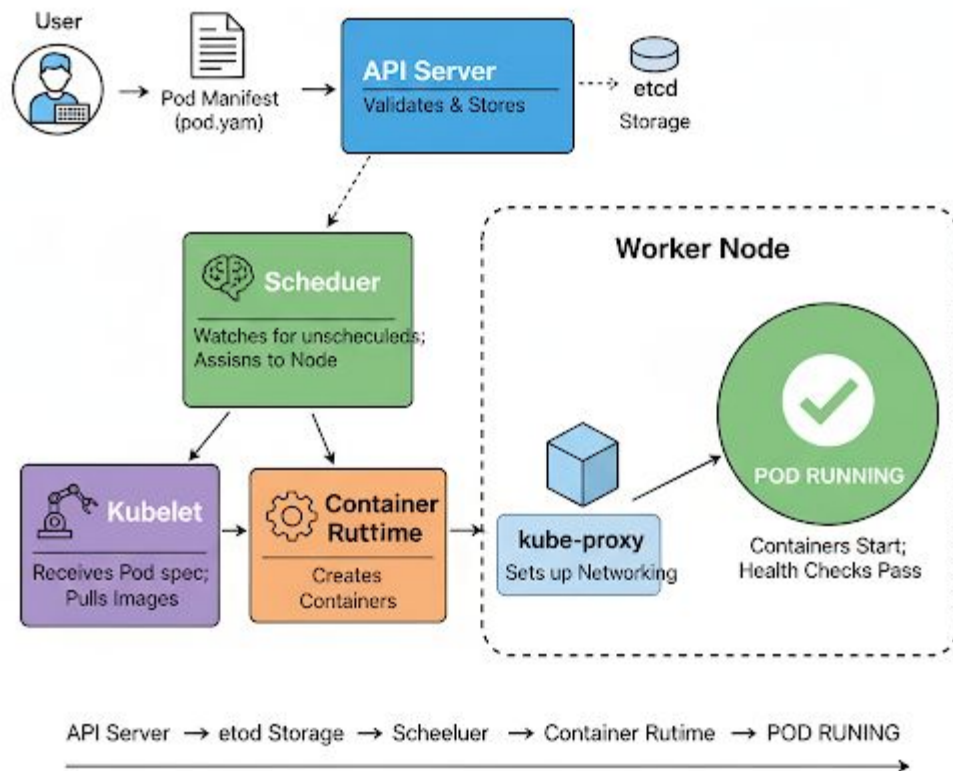 User
Pod Manifest
(pod.yam)
API Server
Validates & Stores
etcd
Storage
Scheduer
Watches for unscheculeds;
Assisns to Node
Worker Node
POD RUNNING
Kubelet
Receives Pod spec;
Pulls Images
Container
Ruttime
Creates
Containers
kube-proxy
Sets up Networking
Containers Start;
Health Checks Pass
API Server → etod Storage → Scheeluer → Container Rutime → POD RUNING